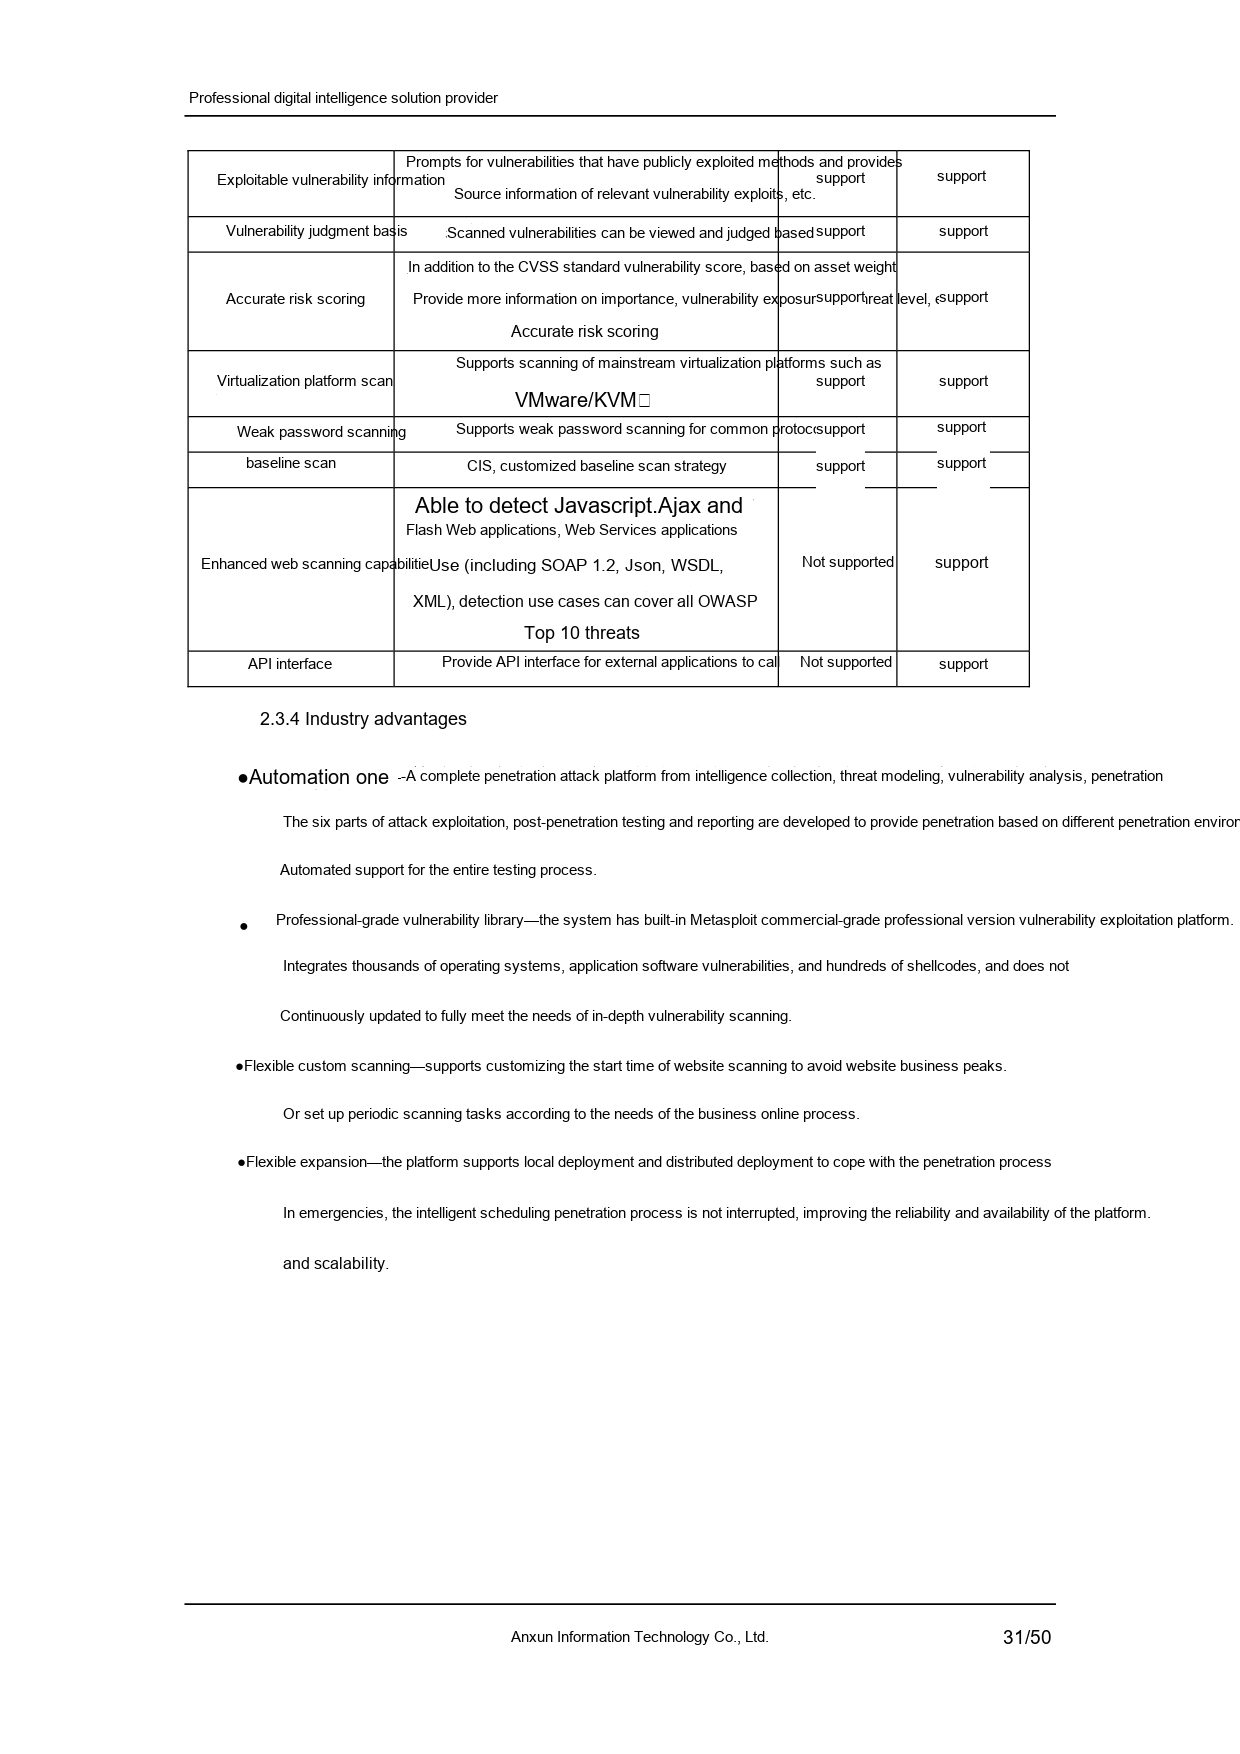 Professional digital intelligence solution provider
Exploitable vulnerability information
Prompts for vulnerabilities that have publicly exploited methods and provides
Source information of relevant vulnerability exploits, etc.
support
support
Vulnerability judgment basis
Scanned vulnerabilities can be viewed and judged based
support
support
Accurate risk scoring
In addition to the CVSS standard vulnerability score, based on asset weight
Provide more information on importance, vulnerability level,
Accurate risk scoring
support
support
Virtualization platform scan
Supports scanning of mainstream virtualization platforms such as
VMware/KVM□
support
support
Weak password scanning
Supports weak password scanning for common
support
support
baseline scan
CIS, customized baseline scan strategy
support
support
Enhanced web scanning
Able to detect Javascript.Ajax and
Flash Web applications, Web Services applications
Use (including SOAP 1.2, Json, WSDL,
XML), detection use cases can cover all OWASP
Top 10 threats
Not supported
support
API interface
Provide API interface for external applications to call
Not supported
support
2.3.4 Industry advantages
●Automation one --A complete penetration attack platform from intelligence collection, threat modeling, vulnerability analysis, penetration
The six parts of attack exploitation, post-penetration testing and reporting are developed to provide penetration based on different penetration
Automated support for the entire testing process.
● Professional-grade vulnerability library—the system has built-in Metasploit commercial-grade professional version vulnerability exploitation platform.
Integrates thousands of operating systems, application software vulnerabilities, and hundreds of shellcodes, and does not
Continuously updated to fully meet the needs of in-depth vulnerability scanning.
●Flexible custom scanning—supports customizing the start time of website scanning to avoid website business peaks.
Or set up periodic scanning tasks according to the needs of the business online process.
●Flexible expansion—the platform supports local deployment and distributed deployment to cope with the penetration process
In emergencies, the intelligent scheduling penetration process is not interrupted, improving the reliability and availability of the platform.
and scalability.
Anxun Information Technology Co., Ltd.
31/50